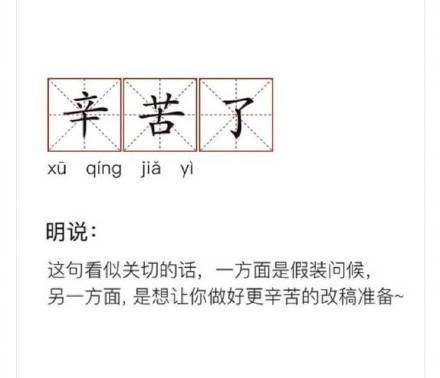 辛苦了
xū qíng jiǎ yì
明说：
这句看似关切的话，一方面是假装问候，
另一方面，是想让你做好更辛苦的改稿准备~